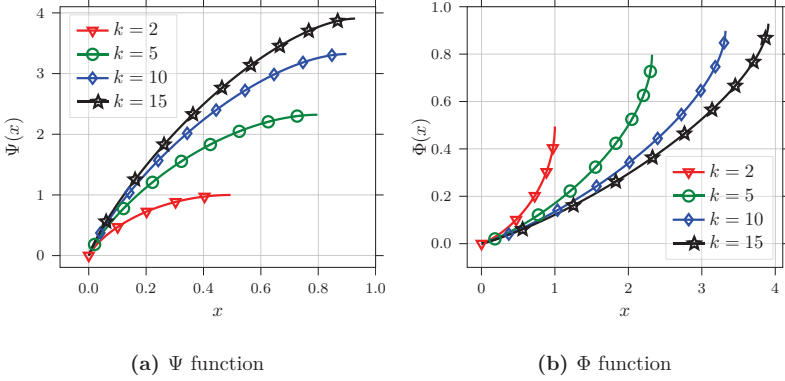 4
3
2
1
0
Ψ(x)
k = 2
k = 5
k = 10
k = 15
0.0 0.2 0.4 0.6 0.8 1.0
x
(a) Ψ function
1.0
0.8
0.6
0.4
0.2
0.0
Φ(x)
k = 2
k = 5
k = 10
k = 15
0 1 2 3 4
x
(b) Φ function